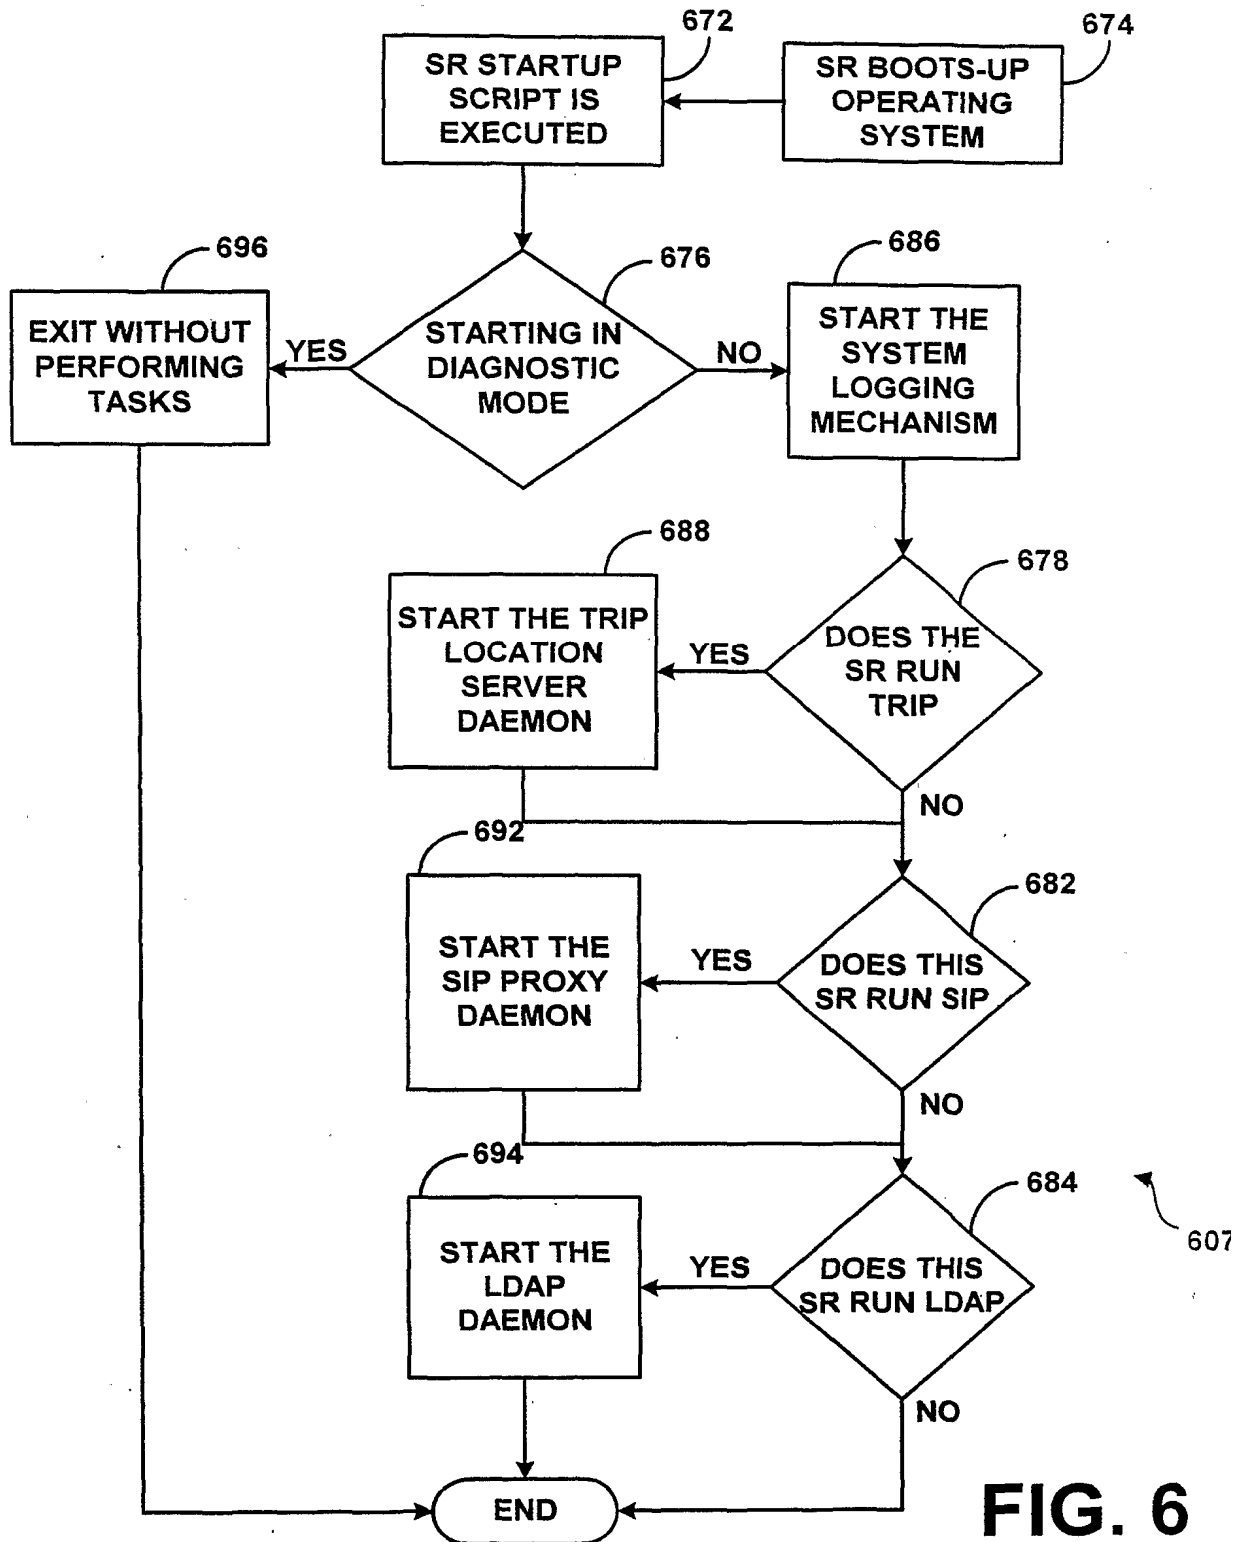 672
674
SR STARTUP
SCRIPT IS
EXECUTED
SR BOOTS-UP
OPERATING
SYSTEM
696
676
686
EXIT WITHOUT
PERFORMING
TASKS
YES
STARTING IN
DIAGNOSTIC
MODE
NO
START THE
SYSTEM
LOGGING
MECHANISM
688
678
START THE TRIP
LOCATION
SERVER
DAEMON
YES
DOES THE
SR RUN
TRIP
NO
692
682
START THE
SIP PROXY
DAEMON
YES
DOES THIS
SR RUN SIP
NO
694
684
607
START THE
LDAP
DAEMON
YES
DOES THIS
SR RUN LDAP
NO
END
FIG. 6